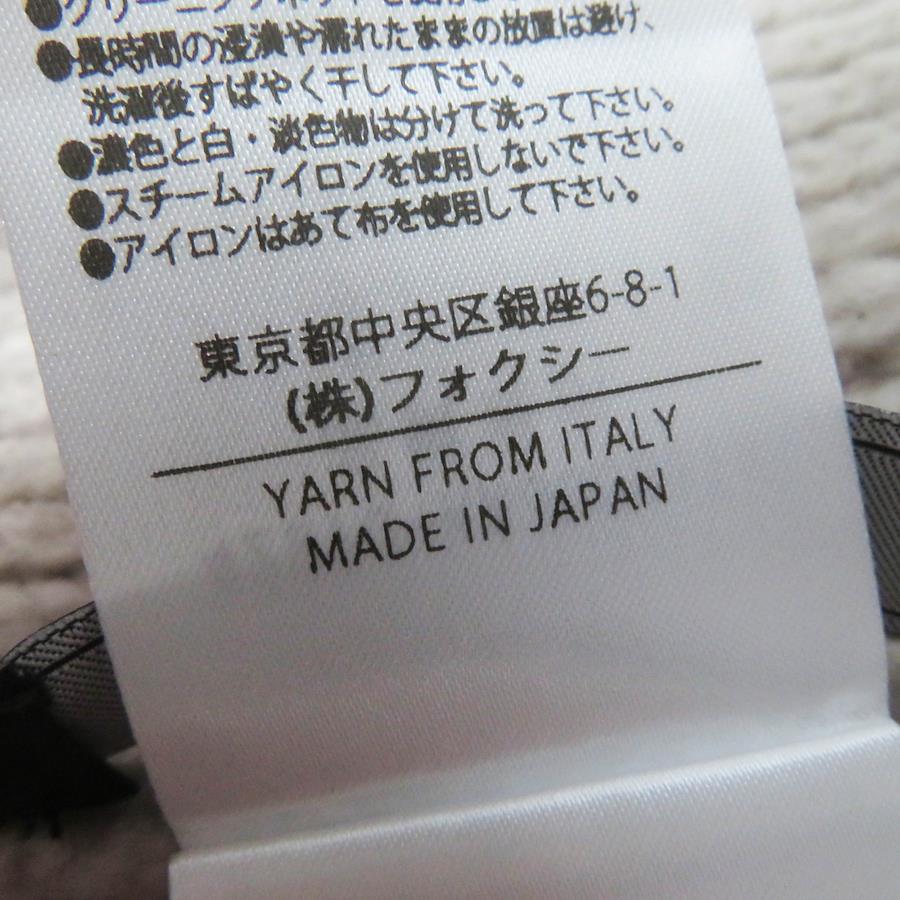 ●長時間の浸漬や濡れたままの放置は避け、
洗濯後すばやく干して下さい。
●濃色と白・淡色物は分けて洗って下さい。
●スチームアイロンを使用しないで下さい。
●アイロンはあて布を使用して下さい。
東京都中央区銀座6-8-1
(株)フォクシー
YARN FROM ITALY
MADE IN JAPAN